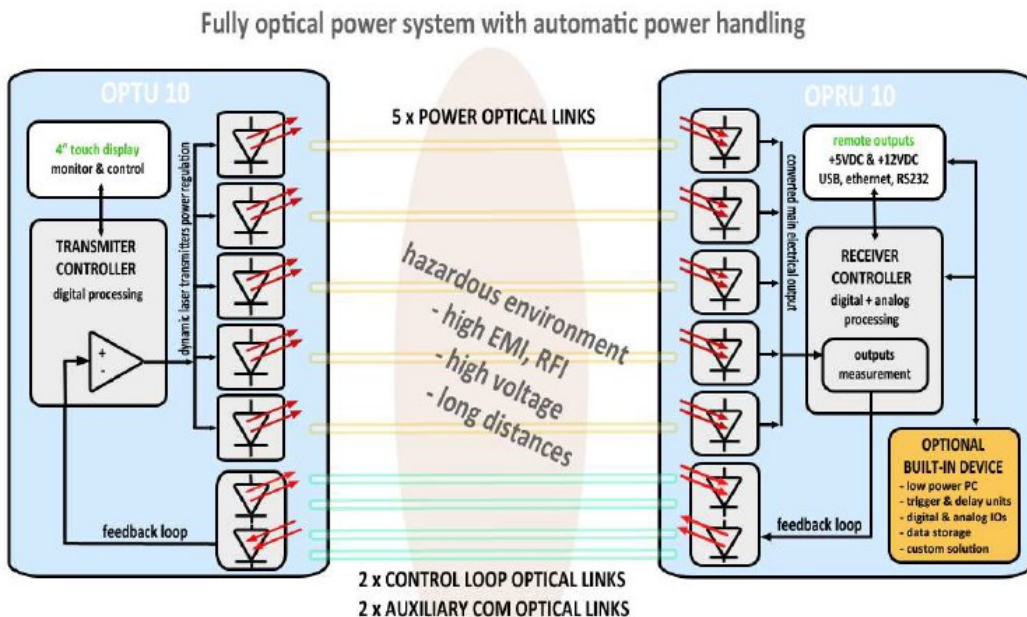 Fully optical power system with automatic power handling
OPTU 10
4" touch display
monitor & control
TRANSMITER
CONTROLLER
digital processing
+
-
dynamic laser transmitters power regulation
feedback loop
5 x POWER OPTICAL LINKS
hazardous environment
- high EMI, RFI
- high voltage
- long distances
2 x CONTROL LOOP OPTICAL LINKS
2 x AUXILIARY COM OPTICAL LINKS
OPRU 10
converted main electrical output
remote outputs
+5VDC & +12VDC
USB, ethernet, RS232
RECEIVER
CONTROLLER
digital + analog
processing
outputs
measurement
feedback loop
OPTIONAL
BUILT-IN DEVICE
- low power PC
- trigger & delay units
- digital & analog IOs
- data storage
- custom solution